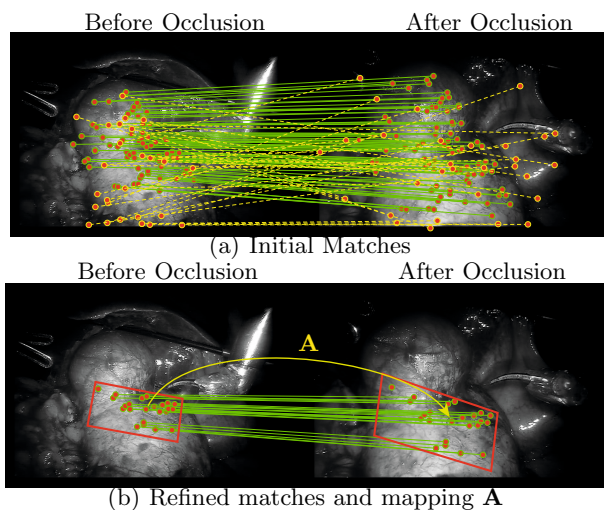 Before Occlusion After Occlusion
(a) Initial Matches
Before Occlusion After Occlusion
A
(b) Refined matches and mapping A